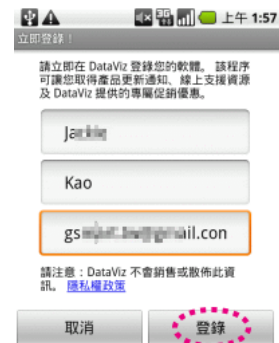 上午 1:57
立即登錄！
請立即在 DataViz 登錄您的軟體。 該程序
可讓您取得產品更新通知、線上支援資源
及 DataViz 提供的專屬促銷優惠。
Kao
請注意：DataViz 不會銷售或散佈此資
訊。 隱私權政策
取消 登錄